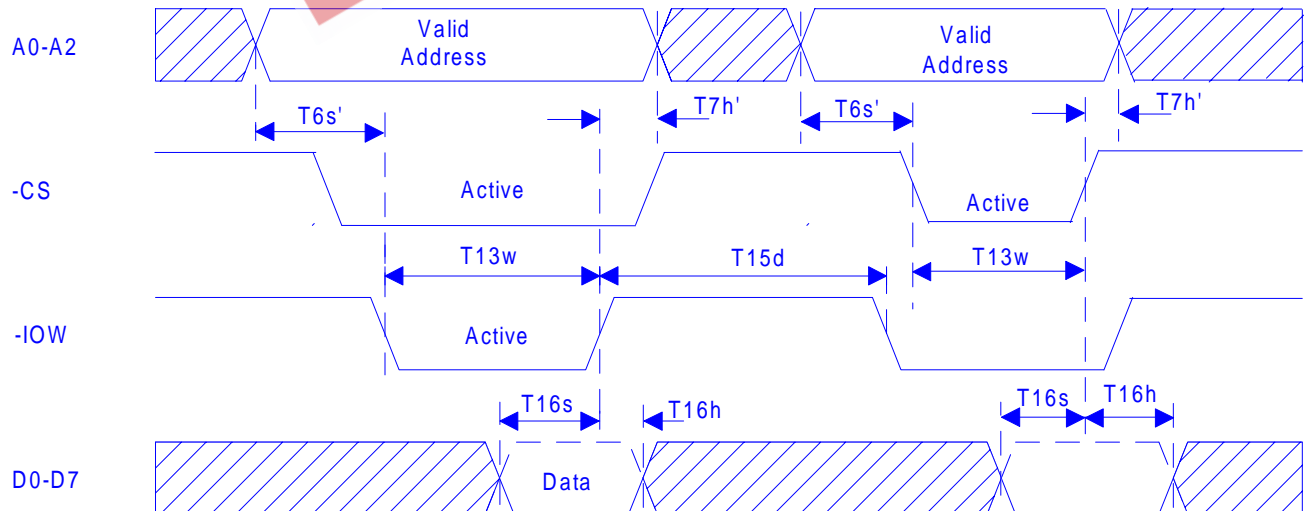 A0-A2
Valid
Address
Valid
Address
T6s'
T7h'
T6s'
T7h'
-CS
Active
Active
T13w
T15d
T13w
-IOW
Active
T16s
T16h
T16s
T16h
D0-D7
Data